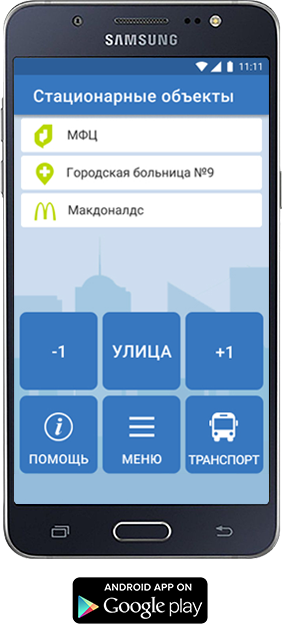 SAMSUNG
11:11
Стационарные объекты
МФЦ
Городская больница №9
Макдоналдс
-1
УЛИЦА
+1
ПОМОЩЬ
МЕНЮ
ТРАНСПОРТ
ANDROID APP ON
Google play